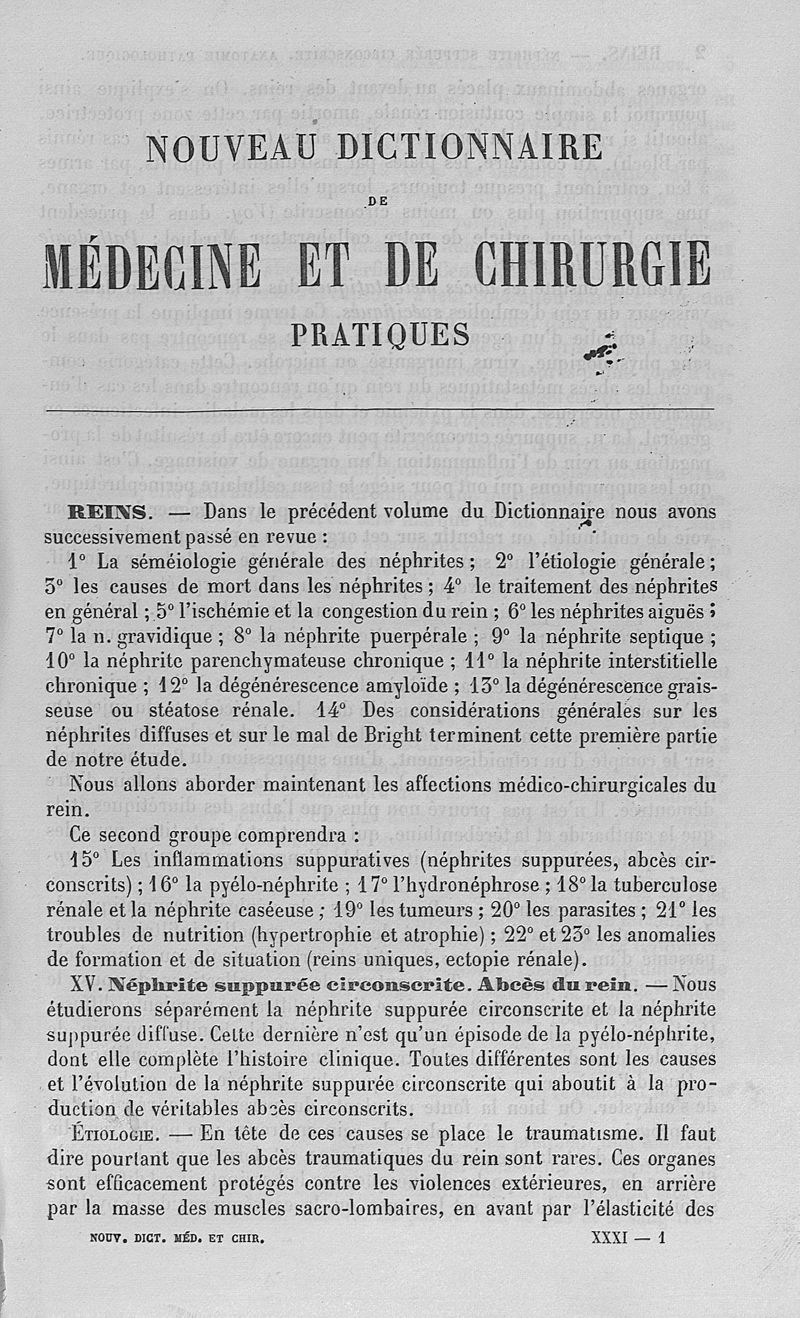 NOUVEAU DICTIONNAIRE
DE
MÉDECINE ET DE CHIRURGIE
PRATIQUES
REINS. — Dans le précédent volume du Dictionnaire nous avons
successivement passé en revue :
1° La séméiologie générale des néphrites ; 2° l'étiologie générale ;
3° les causes de mort dans les néphrites ; 4° le traitement des néphrites
en général ; 5° l'ischémie et la congestion du rein ; 6° les néphrites aiguës ;
7° la n. gravidique ; 8° la néphrite puerpérale ; 9° la néphrite septique ;
10° la néphrite parenchymateuse chronique ; 11° la néphrite interstitielle
chronique ; 12° la dégénérescence amyloïde ; 13° la dégénérescence grais-
seuse ou stéatose rénale. 14° Des considérations générales sur les
néphrites diffuses et sur le mal de Bright terminent cette première partie
de notre étude.
Nous allons aborder maintenant les affections médico-chirurgicales du
rein.
Ce second groupe comprendra :
15° Les inflammations suppuratives (néphrites suppurées, abcès cir-
conscrits) ; 16° la pyélo-néphrite ; 17° l'hydronéphrose ; 18° la tuberculose
rénale et la néphrite caséeuse ; 19° les tumeurs ; 20° les parasites ; 21° les
troubles de nutrition (hypertrophie et atrophie) ; 22° et 23° les anomalies
de formation et de situation (reins uniques, ectopie rénale).
XV. Néphrite suppurée circonscrite. Abcès du rein. — Nous
étudierons séparément la néphrite suppurée circonscrite et la néphrite
suppurée diffuse. Cette dernière n'est qu'un épisode de la pyélo-néphrite,
dont elle complète l'histoire clinique. Toutes différentes sont les causes
et l'évolution de la néphrite suppurée circonscrite qui aboutit à la pro-
duction de véritables abcès circonscrits.
ÉTIOLOGIE. — En tête de ces causes se place le traumatisme. Il faut
dire pourtant que les abcès traumatiques du rein sont rares. Ces organes
sont efficacement protégés contre les violences extérieures, en arrière
par la masse des muscles sacro-lombaires, en avant par l'élasticité des
NOUV. DICT. MÉD. ET CHIR.
XXXI — 1